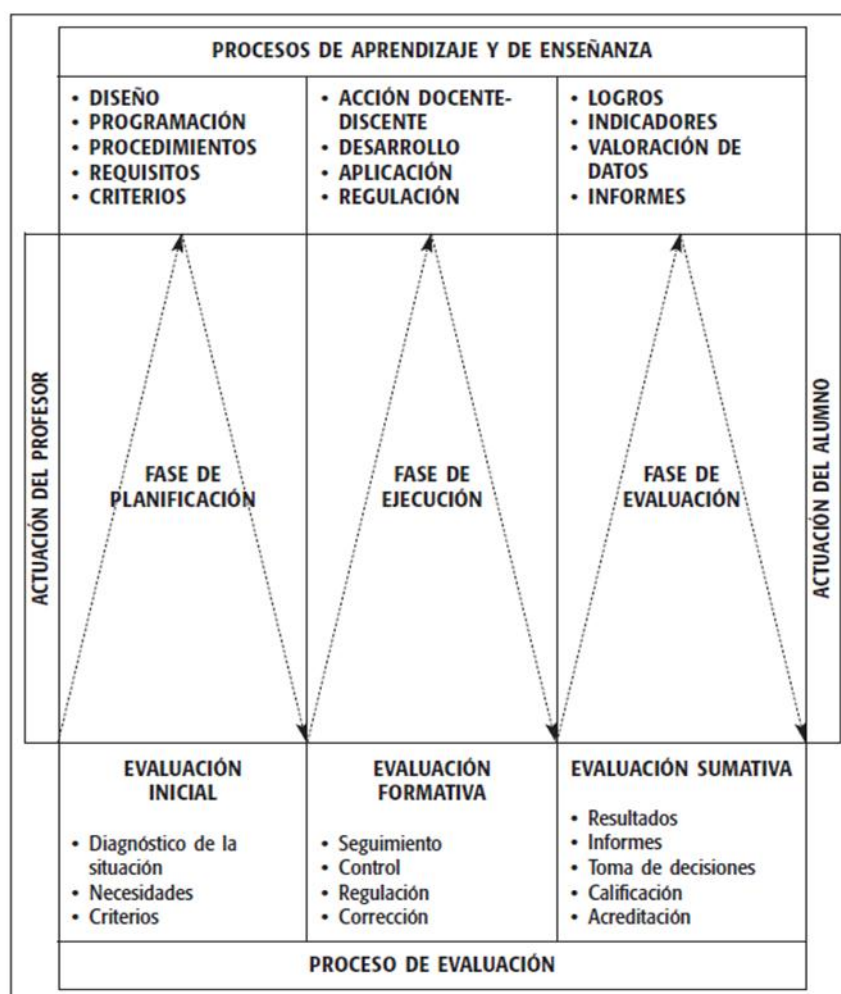 PROCESOS DE APRENDIZAJE Y DE ENSEÑANZA
• DISEÑO
• PROGRAMACIÓN
• PROCEDIMIENTOS
• REQUISITOS
• CRITERIOS
• ACCIÓN DOCENTE-
DISCENTE
• DESARROLLO
• APLICACIÓN
• REGULACIÓN
• LOGROS
• INDICADORES
• VALORACIÓN DE
DATOS
• INFORMES
ACTUACIÓN DEL PROFESOR
FASE DE
PLANIFICACIÓN
FASE DE
EJECUCIÓN
FASE DE
EVALUACIÓN
ACTUACIÓN DEL ALUMNO
EVALUACIÓN
INICIAL
• Diagnóstico de la
situación
• Necesidades
• Criterios
EVALUACIÓN
FORMATIVA
• Seguimiento
• Control
• Regulación
• Corrección
EVALUACIÓN SUMATIVA
• Resultados
• Informes
• Toma de decisiones
• Calificación
• Acreditación
PROCESO DE EVALUACIÓN